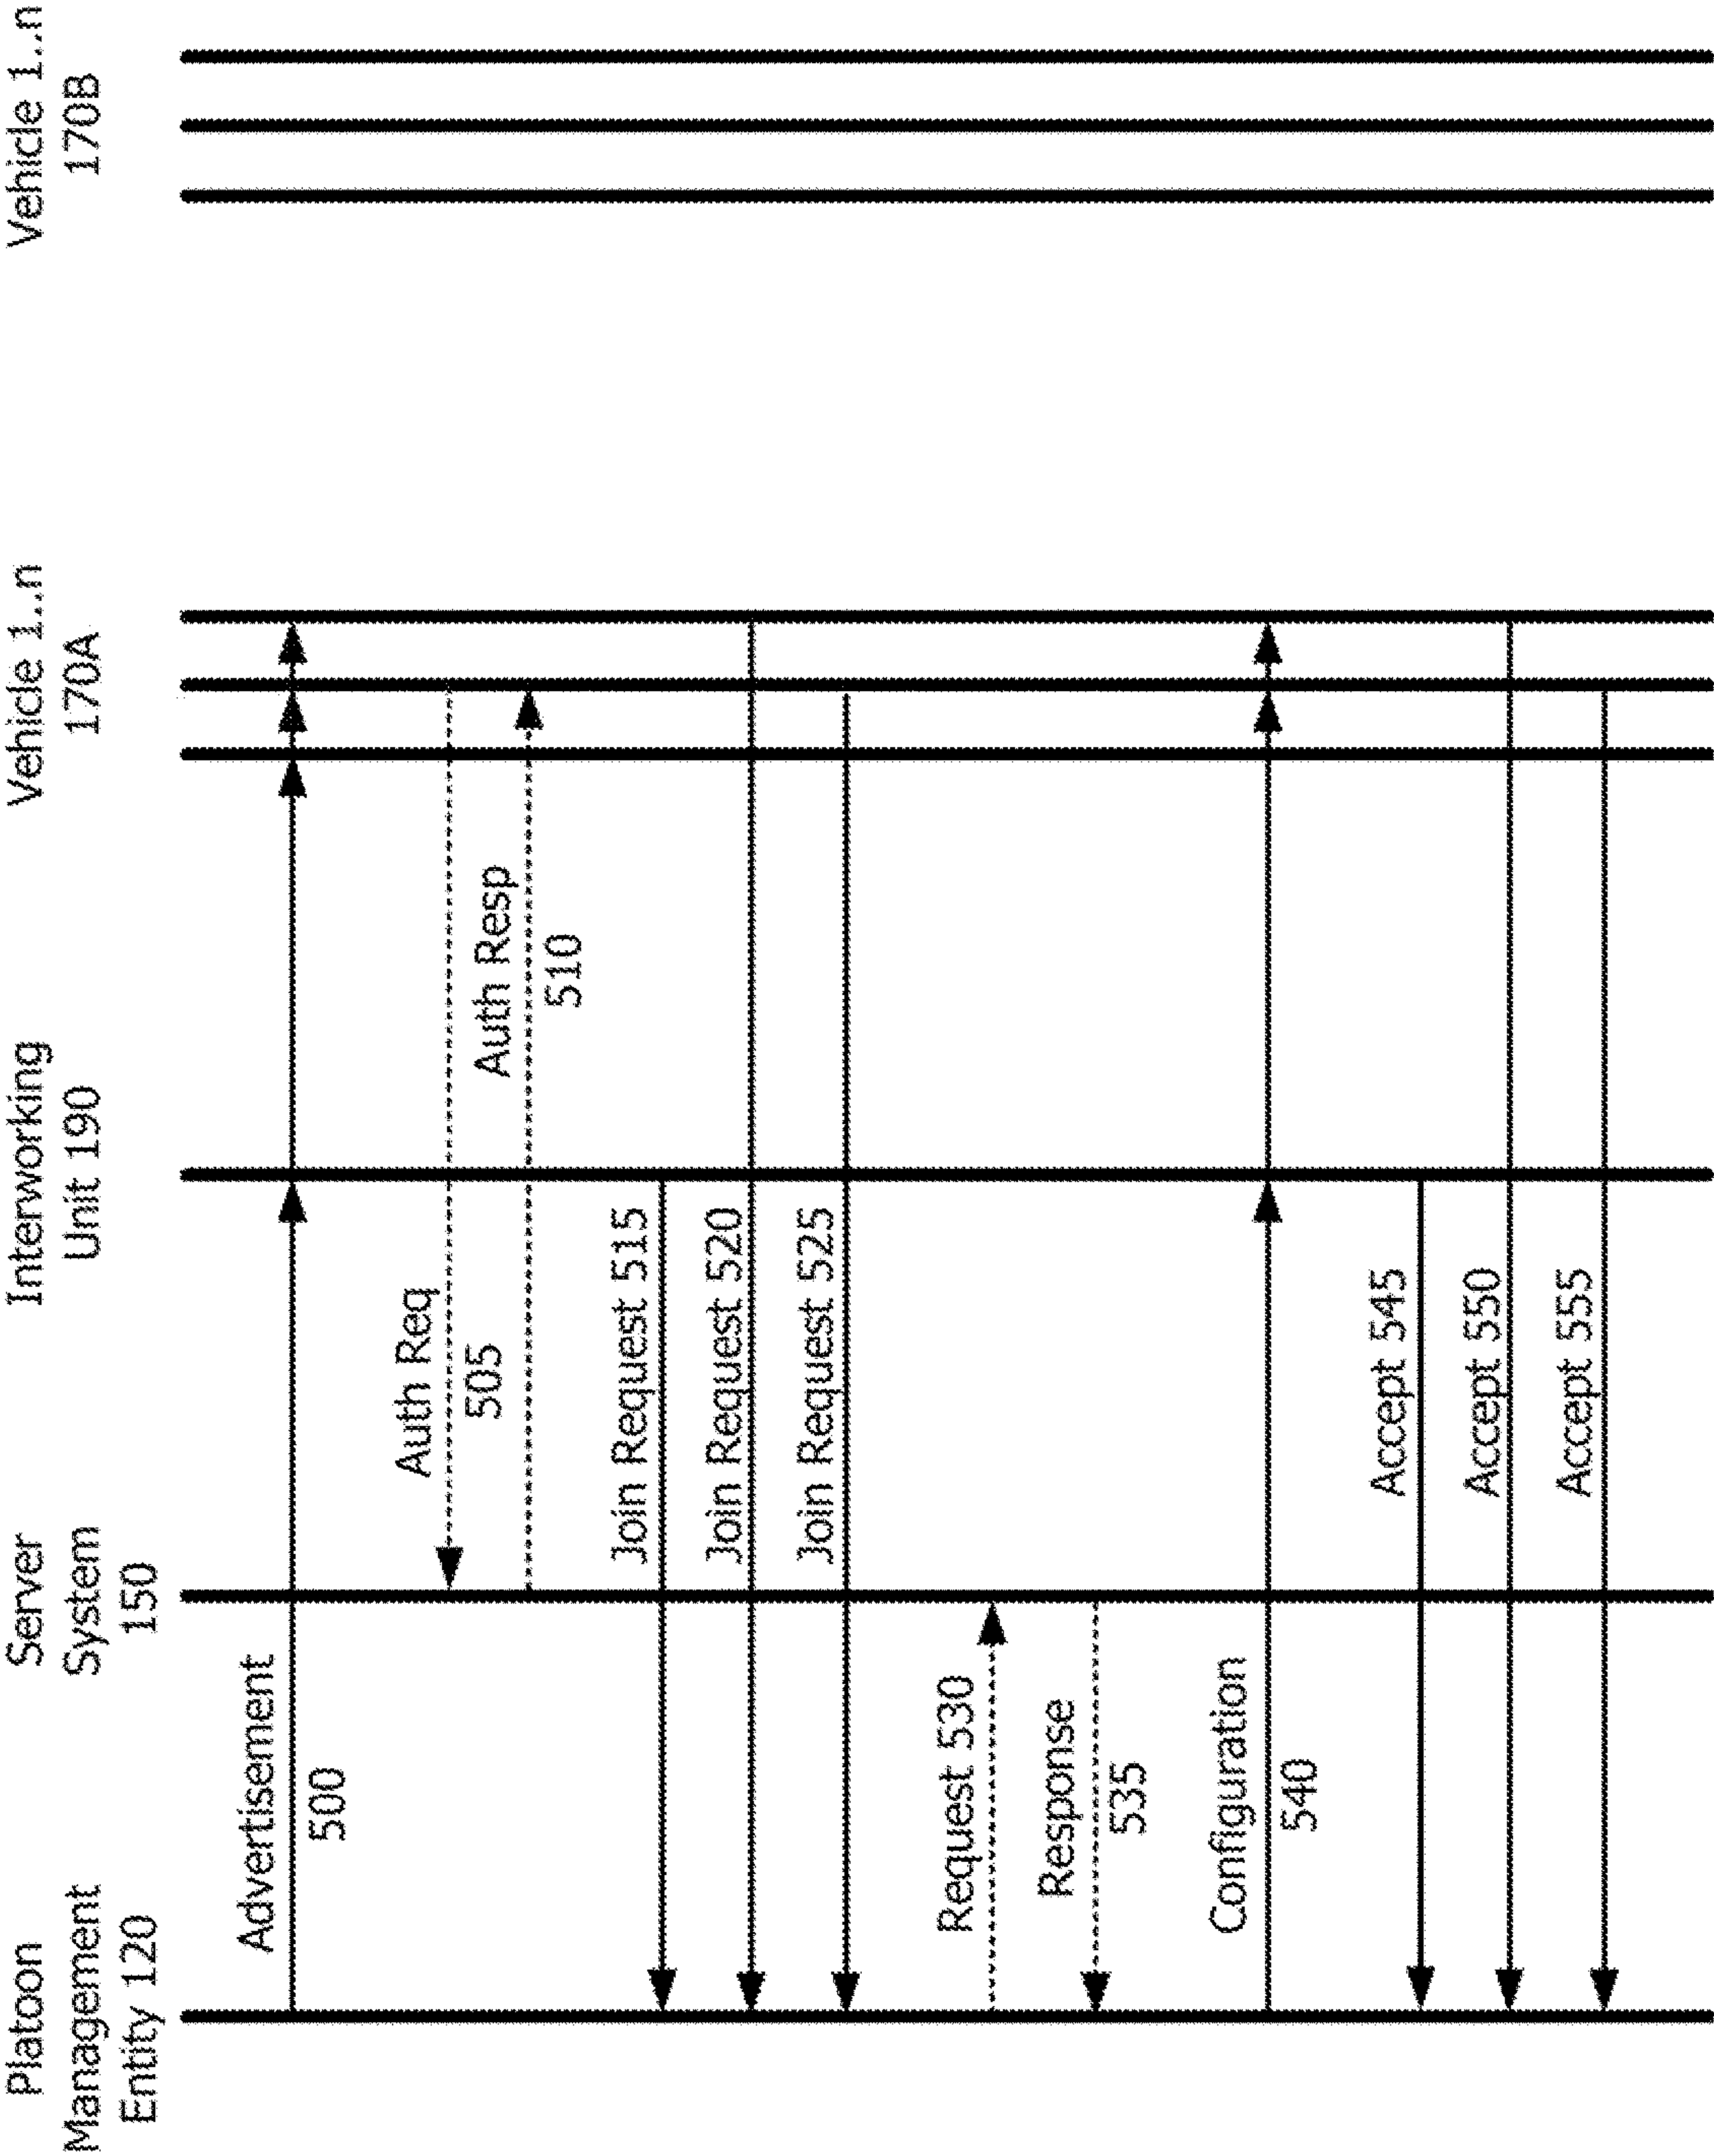 Platoon
Management
Entity 120
Server
System
150
Interworking
Unit 190
Vehicle 1..n
170A
Vehicle 1..n
170B
Advertisement
500
Auth Req
505
Auth Resp
510
Join Request 515
Join Request 520
Join Request 525
Request 530
Response
535
Configuration
540
Accept 545
Accept 550
Accept 555